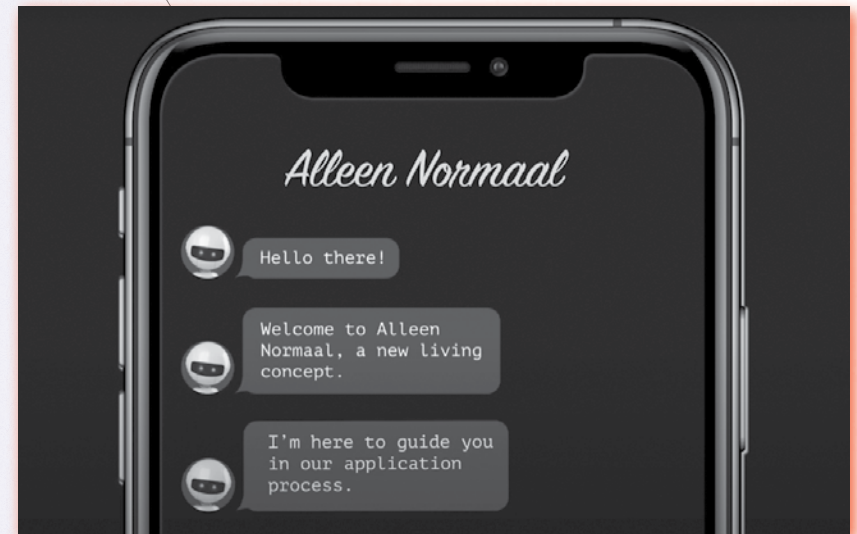 Alleen Normaal
Hello there!
Welcome to Alleen
Normaal, a new living
concept.
I'm here to guide you
in our application
process.